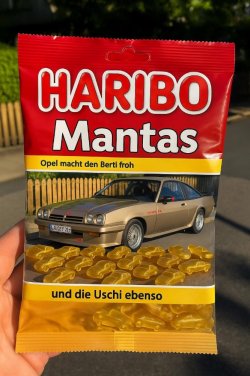 HARIBO
Mantas
Opel macht den Berti froh
und die Uschi ebenso